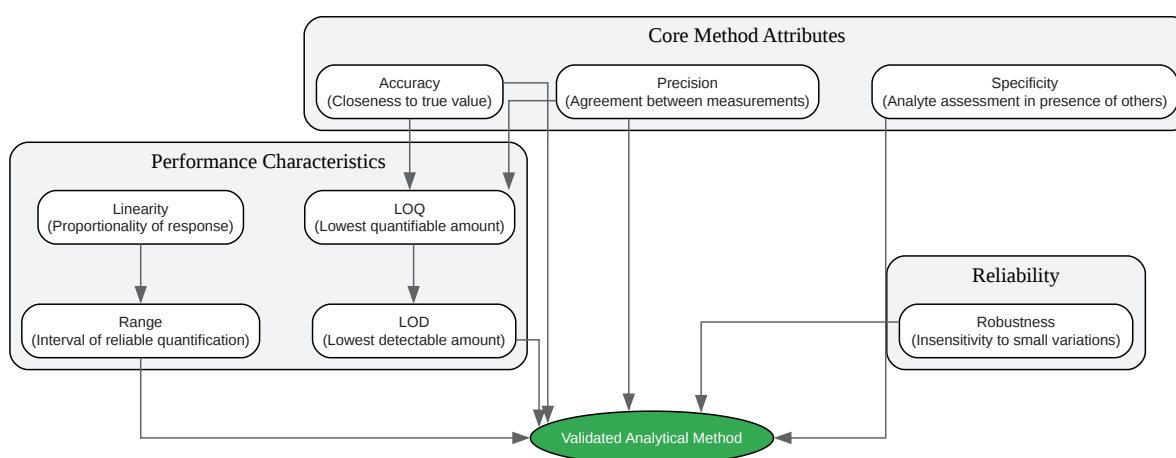 Core Method Attributes
Accuracy
(Closeness to true value)
Precision
(Agreement between measurements)
Specificity
(Analyte assessment in presence of others)
Performance Characteristics
Linearity
(Proportionality of response)
LOQ
(Lowest quantifiable amount)
Range
(Interval of reliable quantification)
LOD
(Lowest detectable amount)
Reliability
Robustness
(Insensitivity to small variations)
Validated Analytical Method